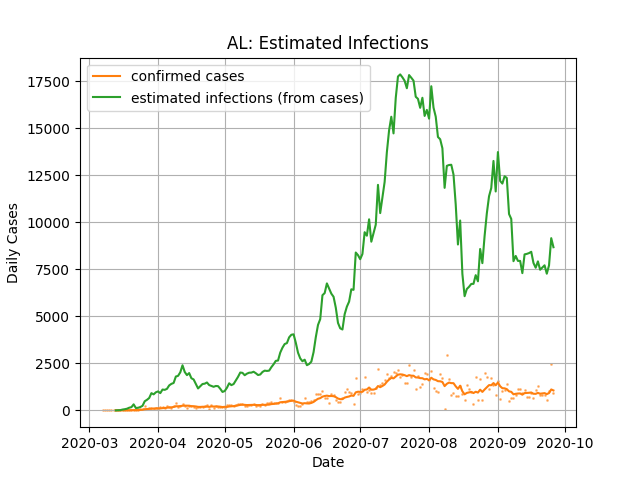 AL: Estimated Infections
confirmed cases
estimated infections (from cases)
17500
15000
12500
10000
7500
5000
2500
0
Daily Cases
2020-03 2020-04 2020-05 2020-06 2020-07 2020-08 2020-09 2020-10
Date